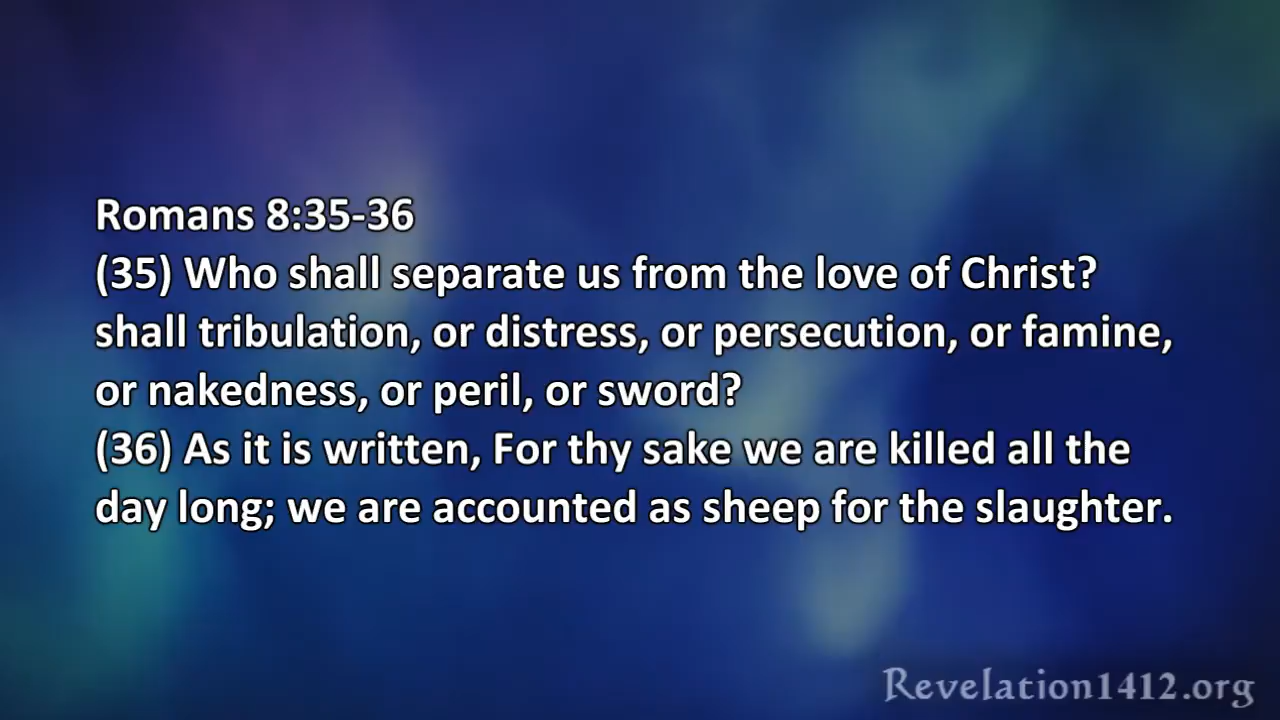 Romans 8:35-36
(35) Who shall separate us from the love of Christ?
shall tribulation, or distress, or persecution, or famine,
or nakedness, or peril, or sword?
(36) As it is written, For thy sake we are killed all the
day long; we are accounted as sheep for the slaughter.
Revelation1412.org